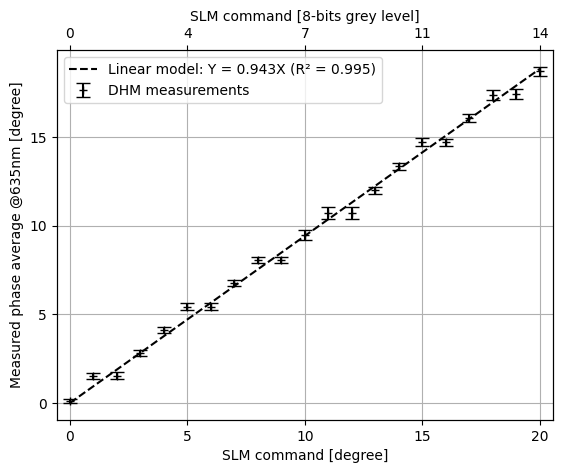 SLM command [8-bits grey level]
0 4 7 11 14
Linear model: Y = 0.943X (R² = 0.995)
DHM measurements
Measured phase average @635nm [degree]
15
10
5
0
0 5 10 15 20
SLM command [degree]